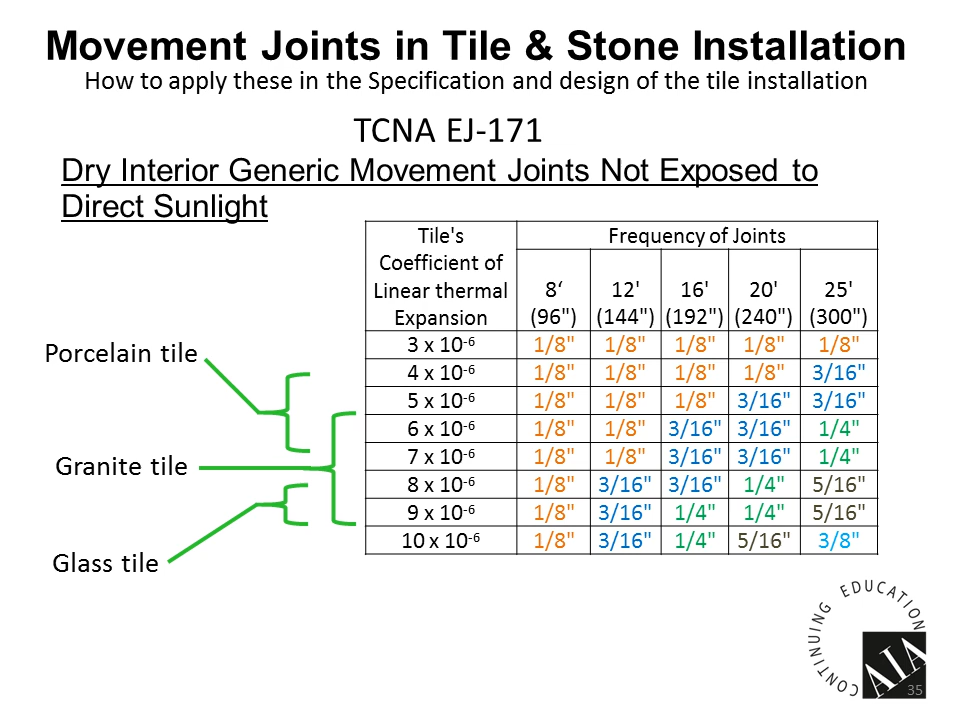 Movement Joints in Tile & Stone Installation
How to apply these in the Specification and design of the tile installation
TCNA EJ-171
Dry Interior Generic Movement Joints Not Exposed to
Direct Sunlight
Tile's
Coefficient of
Linear thermal
Expansion
Frequency of Joints
8‘ 12' 16' 20' 25'
(96") (144") (192") (240") (300")
3 x 10⁻⁶ 1/8" 1/8" 1/8" 1/8" 1/8"
4 x 10⁻⁶ 1/8" 1/8" 1/8" 1/8" 3/16"
5 x 10⁻⁶ 1/8" 1/8" 1/8" 3/16" 3/16"
6 x 10⁻⁶ 1/8" 1/8" 3/16" 3/16" 1/4"
7 x 10⁻⁶ 1/8" 1/8" 3/16" 3/16" 1/4"
8 x 10⁻⁶ 1/8" 3/16" 3/16" 1/4" 5/16"
9 x 10⁻⁶ 1/8" 3/16" 1/4" 1/4" 5/16"
10 x 10⁻⁶ 1/8" 3/16" 1/4" 5/16" 3/8"
Porcelain tile
Granite tile
Glass tile
CONTINUING EDUCATION
AIA
35